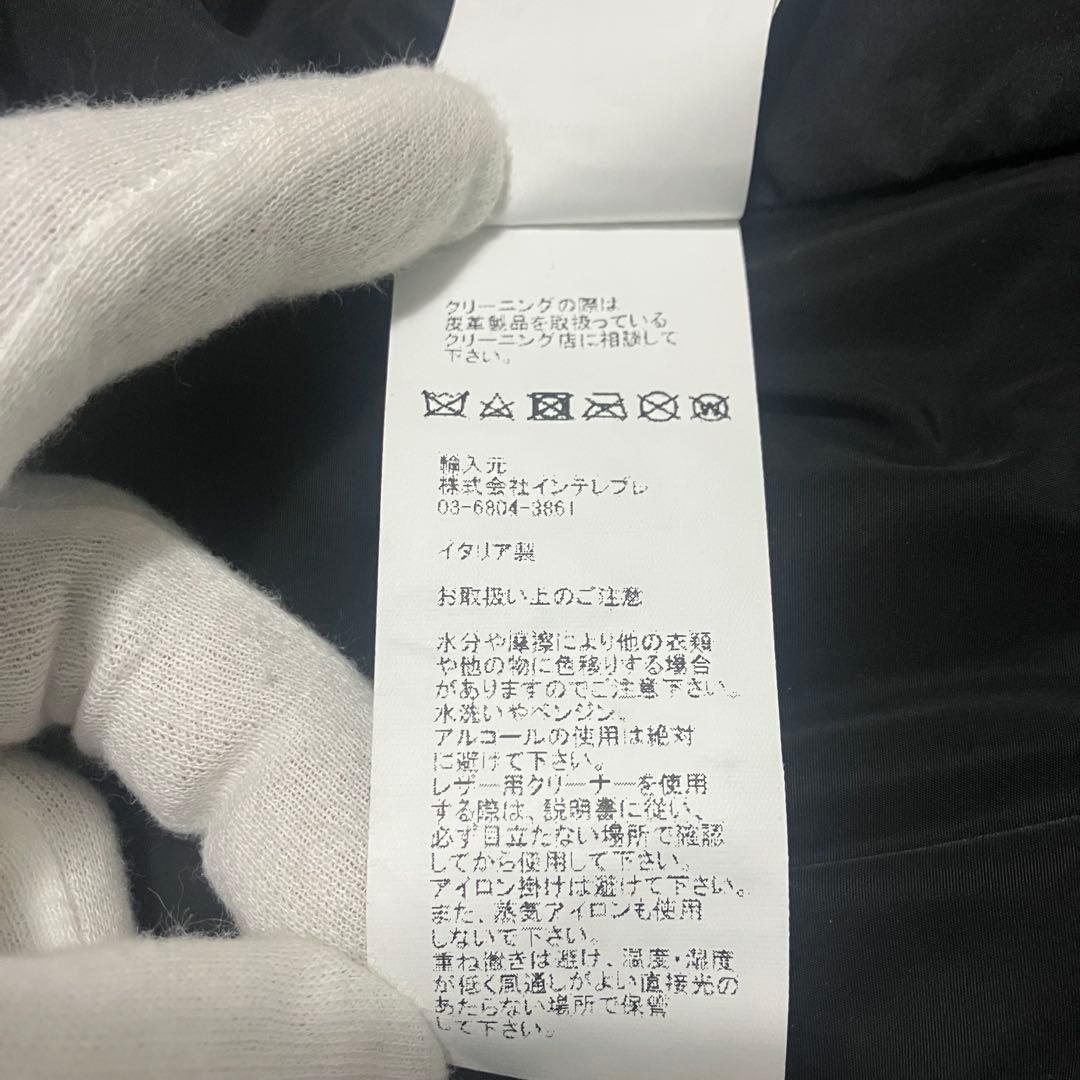 クリーニングの際は
皮革製品を取扱っている
クリーニング店に相談して
下さい。
W
輸入元
株式会社インテレプレ
03-6804-3861
イタリア製
お取扱い上のご注意
水分や摩擦により他の衣類
や他の物に色移りする場合
がありますのでご注意下さい。
水洗いやベンジン、
アルコールの使用は絶対
に避けて下さい。
レザー用クリーナーを使用
する際は、説明書に従い、
必ず目立たない場所で確認
してから使用して下さい。
アイロン掛けは避けて下さい。
また、蒸気アイロンも使用
しないで下さい。
重ね置きは避け、温度・湿度
が低く風通しがよい直接光の
あたらない場所で保管
して下さい。